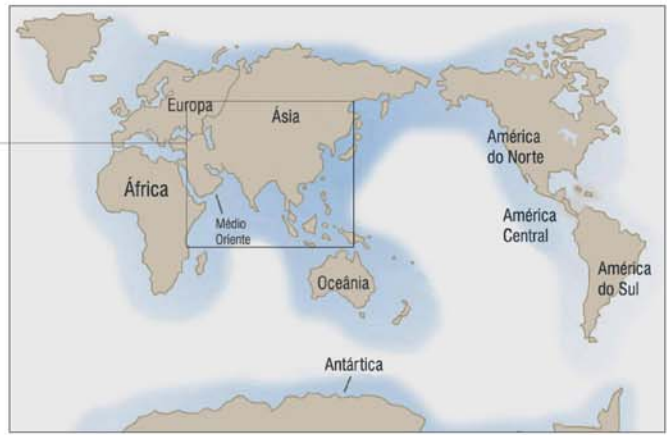 Europa
Ásia
América
do Norte
África
Médio
Oriente
América
Central
América
do Sul
Oceânia
Antártica